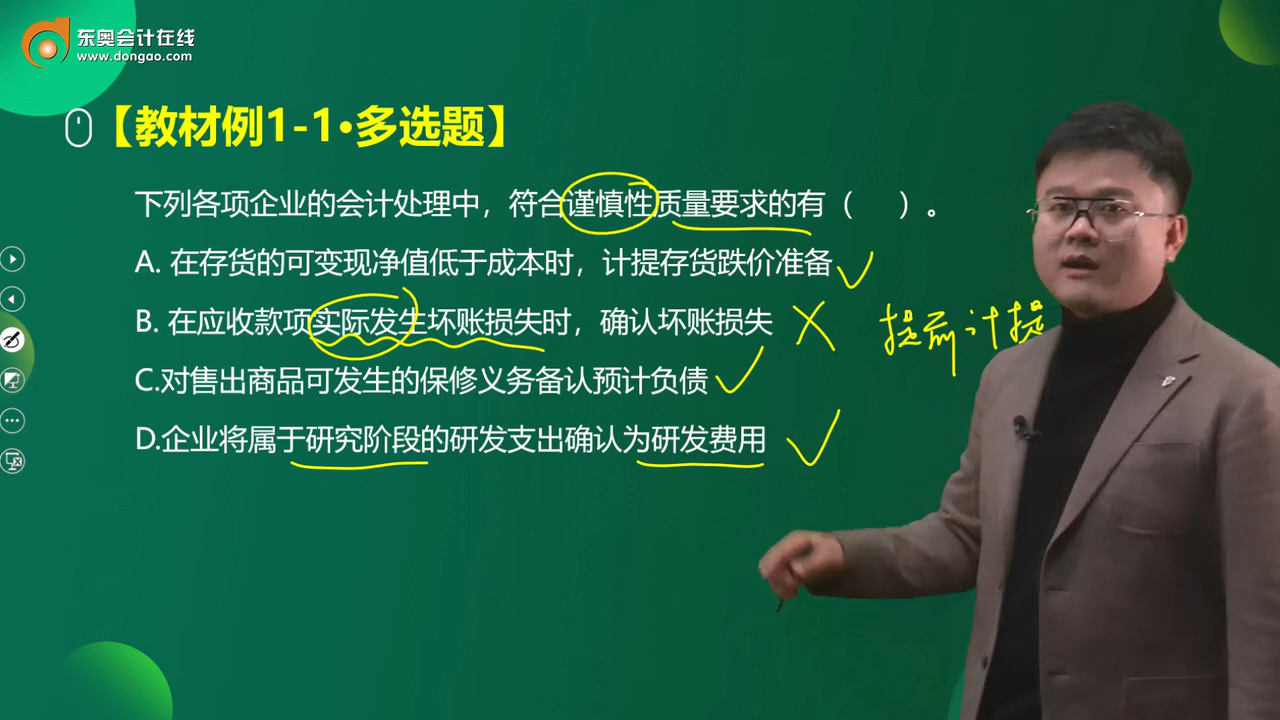 东奥会计在线
www.dongao.com
【教材例1-1·多选题】
下列各项企业的会计处理中，符合谨慎性质量要求的有（　　）。
A. 在存货的可变现净值低于成本时，计提存货跌价准备
B. 在应收款项实际发生坏账损失时，确认坏账损失
提前计提
C.对售出商品可发生的保修义务备认预计负债
D.企业将属于研究阶段的研发支出确认为研发费用